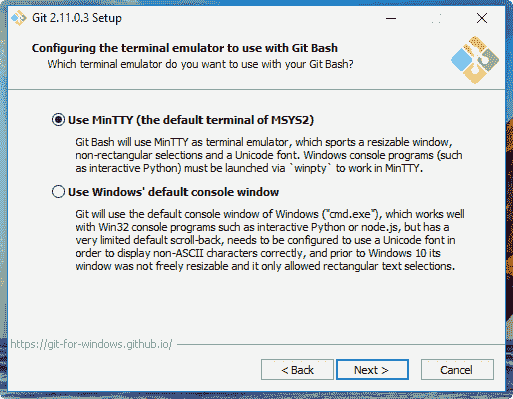 Git 2.11.0.3 Setup
Configuring the terminal emulator to use with Git Bash
Which terminal emulator do you want to use with your Git Bash?
Use MinTTY (the default terminal of MSYS2)
Git Bash will use MinTTY as terminal emulator, which sports a resizable window,
non-rectangular selections and a Unicode font. Windows console programs (such
as interactive Python) must be launched via `winpty` to work in MinTTY.
Use Windows' default console window
Git will use the default console window of Windows ("cmd.exe"), which works well
with Win32 console programs such as interactive Python or node.js, but has a
very limited default scroll-back, needs to be configured to use a Unicode font in
order to display non-ASCII characters correctly, and prior to Windows 10 its
window was not freely resizable and it only allowed rectangular text selections.
https://git-for-windows.github.io/
< Back
Next >
Cancel